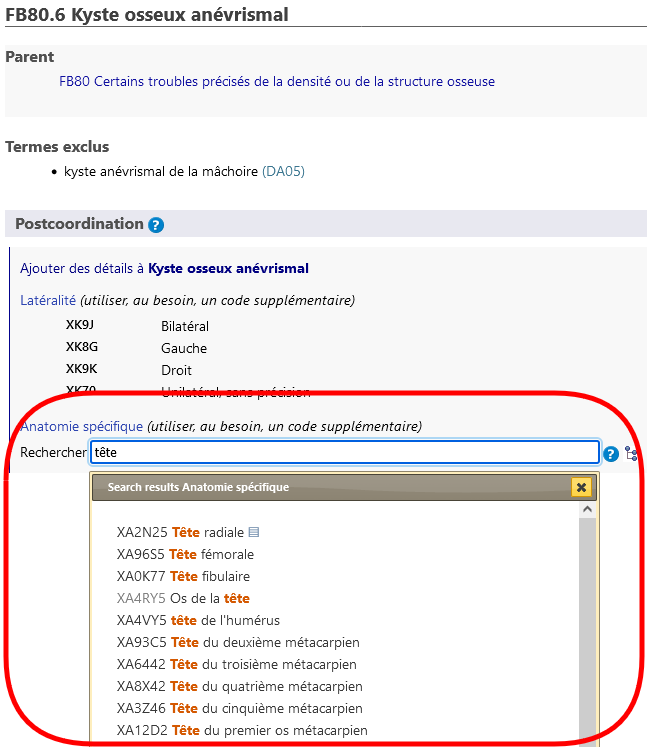 FB80.6 Kyste osseux anévrismal
Parent
FB80 Certains troubles précisés de la densité ou de la structure osseuse
Termes exclus
• kyste anévrismal de la mâchoire (DA05)
Postcoordination ?
Ajouter des détails à Kyste osseux anévrismal
Latéralité (utiliser, au besoin, un code supplémentaire)
XK9J Bilatéral
XK8G Gauche
XK9K Droit
XK70 Unilatéral, sans précision
Anatomie spécifique (utiliser, au besoin, un code supplémentaire)
Rechercher tête ?
Search results Anatomie spécifique
XA2N25 Tête radiale
XA96S5 Tête fémorale
XA0K77 Tête fibulaire
XA4RY5 Os de la tête
XA4VY5 tête de l'humérus
XA93C5 Tête du deuxième métacarpien
XA6442 Tête du troisième métacarpien
XA8X42 Tête du quatrième métacarpien
XA3Z46 Tête du cinquième métacarpien
XA12D2 Tête du premier os métacarpien